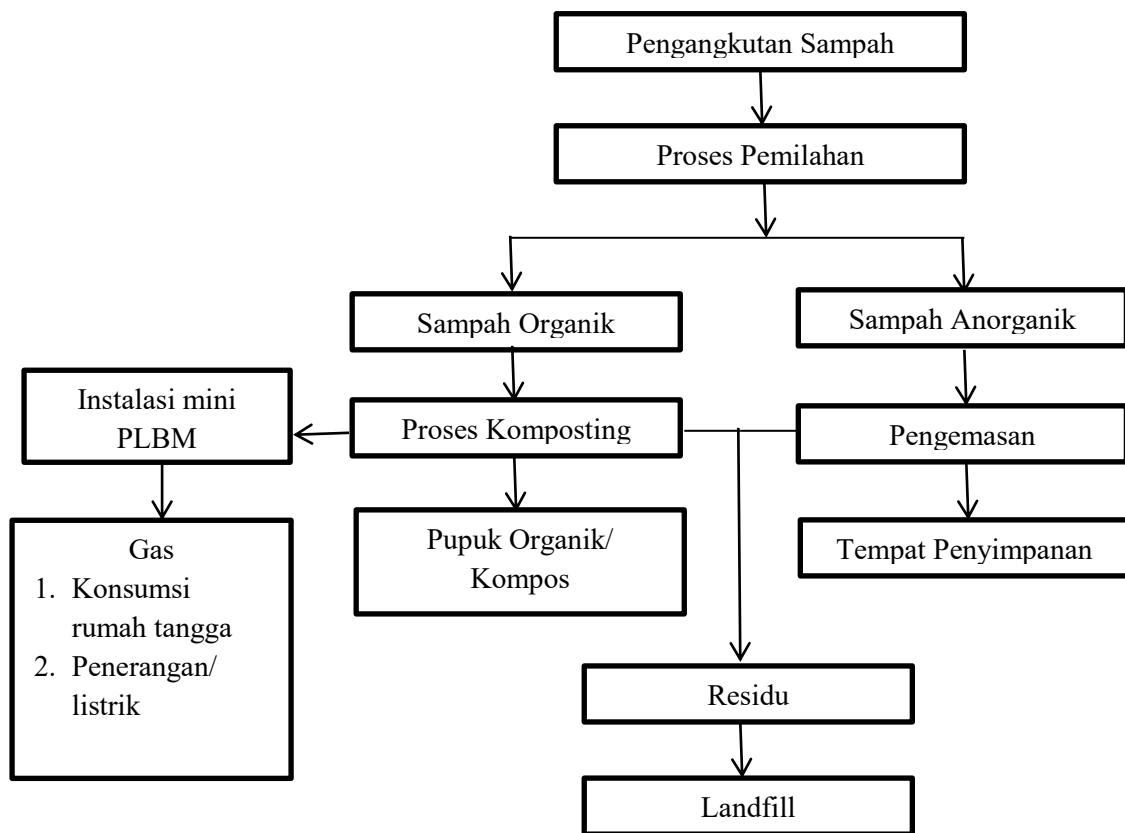 Pengangkutan Sampah
Proses Pemilahan
Sampah Organik
Sampah Anorganik
Instalasi mini
PLBM
Proses Komposting
Pengemasan
Gas
1. Konsumsi
rumah tangga
2. Penerangan/
listrik
Pupuk Organik/
Kompos
Tempat Penyimpanan
Residu
Landfill